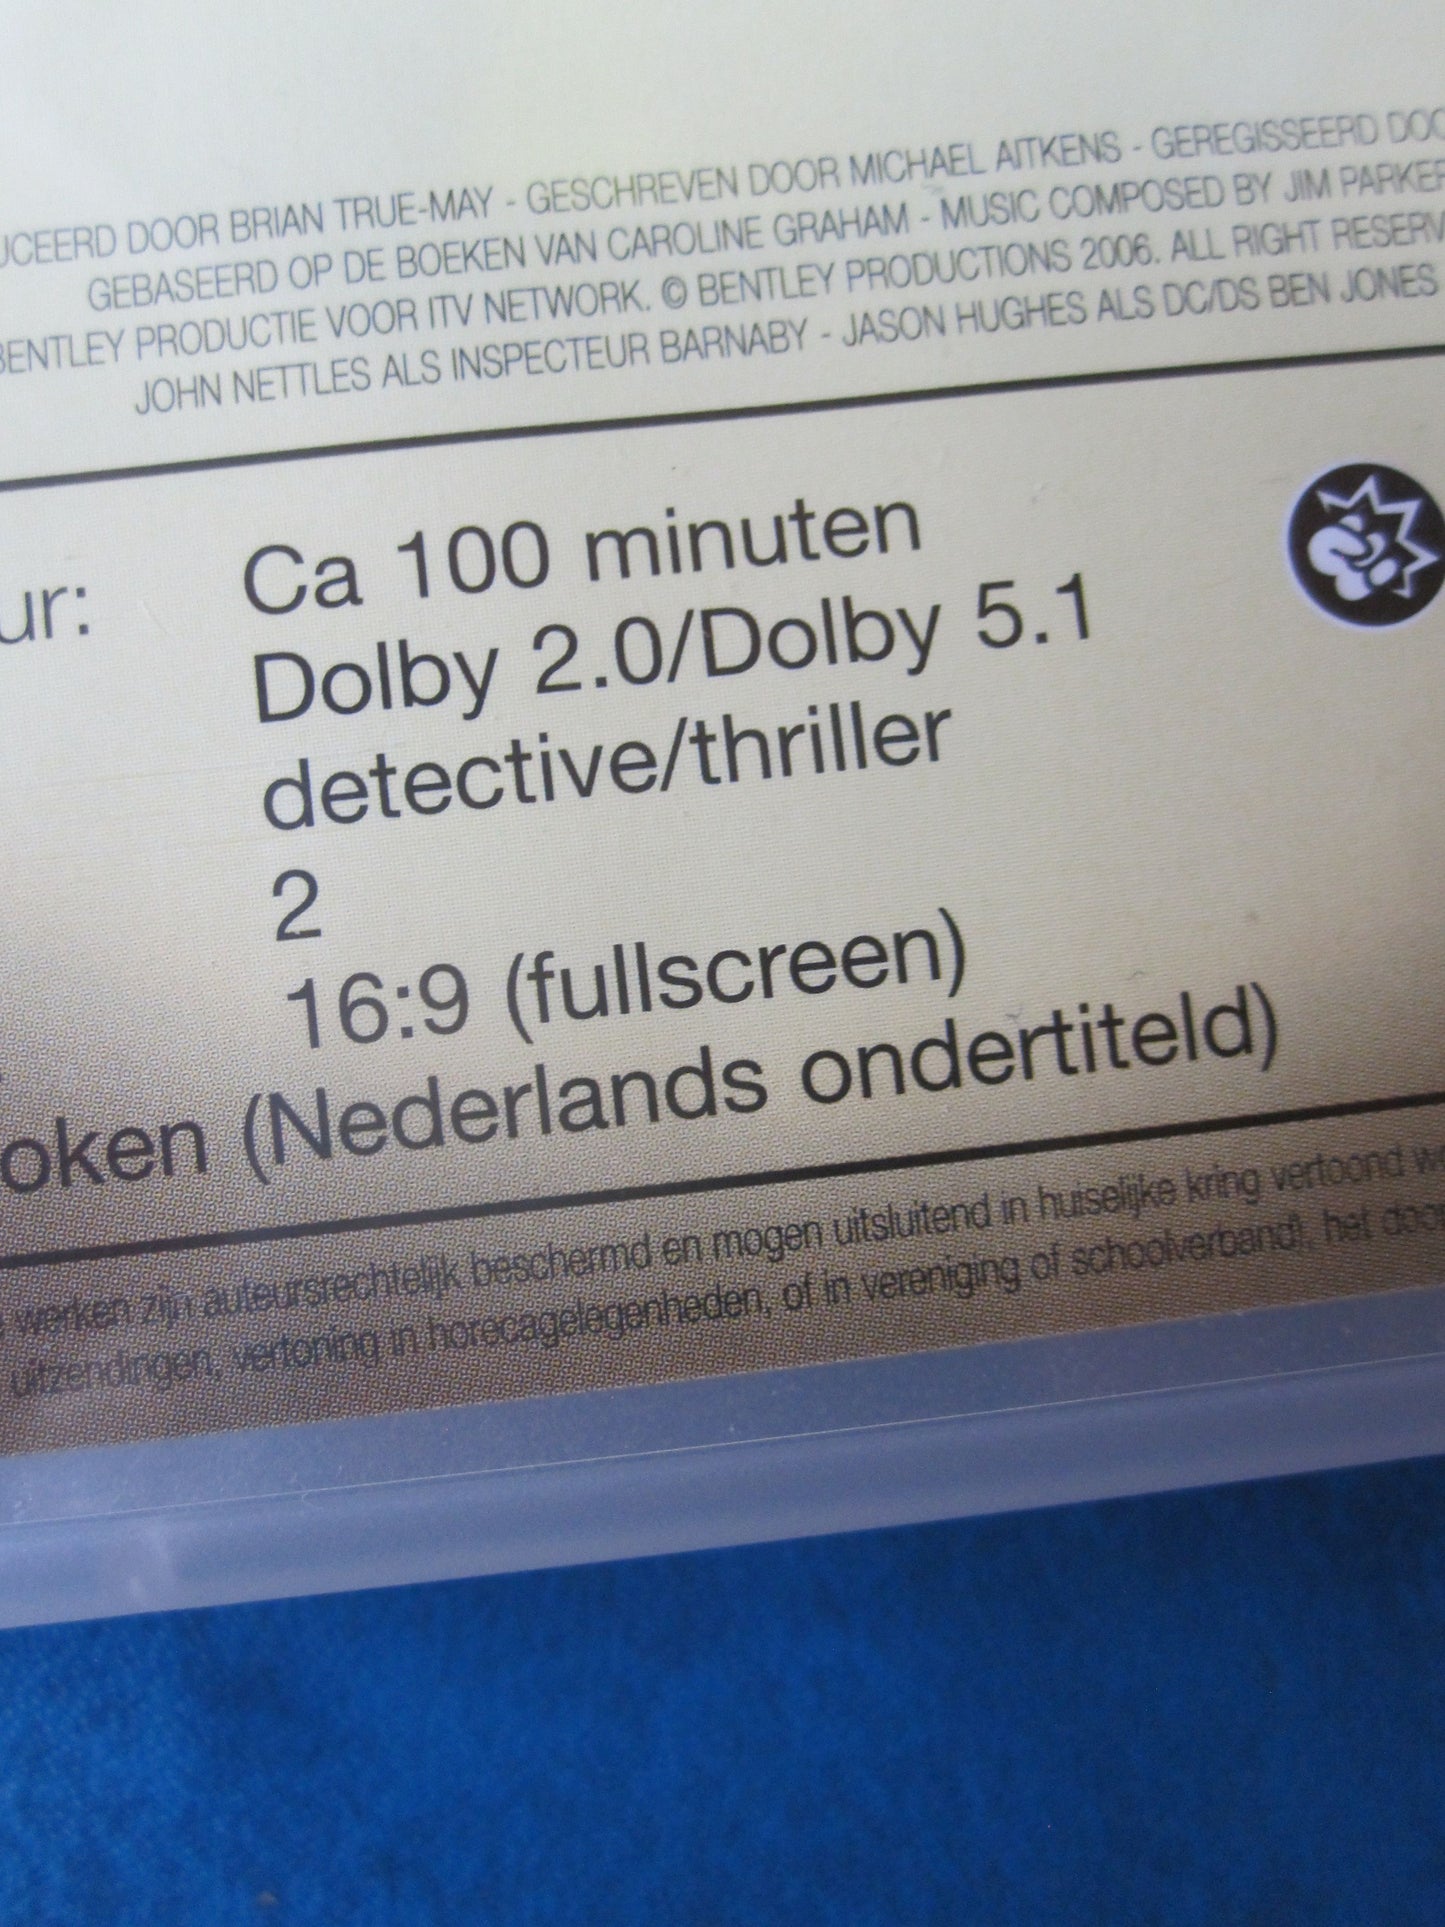 UCEERD DOOR BRIAN TRUE-MAY - GESCHREVEN DOOR MICHAEL AITKENS - GEREGISSEERD DOO
GEBASEERD OP DE BOEKEN VAN CAROLINE GRAHAM - MUSIC COMPOSED BY JIM PARKER
BENTLEY PRODUCTIE VOOR ITV NETWORK. © BENTLEY PRODUCTIONS 2006. ALL RIGHT RESERV
JOHN NETTLES ALS INSPECTEUR BARNABY - JASON HUGHES ALS DC/DS BEN JONES
ur: Ca 100 minuten
Dolby 2.0/Dolby 5.1
detective/thriller
2
16:9 (fullscreen)
oken (Nederlands ondertiteld)
e werken zijn auteursrechtelijk beschermd en mogen uitsluitend in huiselijke kring vertoond w
uitzendingen, vertoning in horecagelegenheden, of in vereniging of schoolverband!, het doo